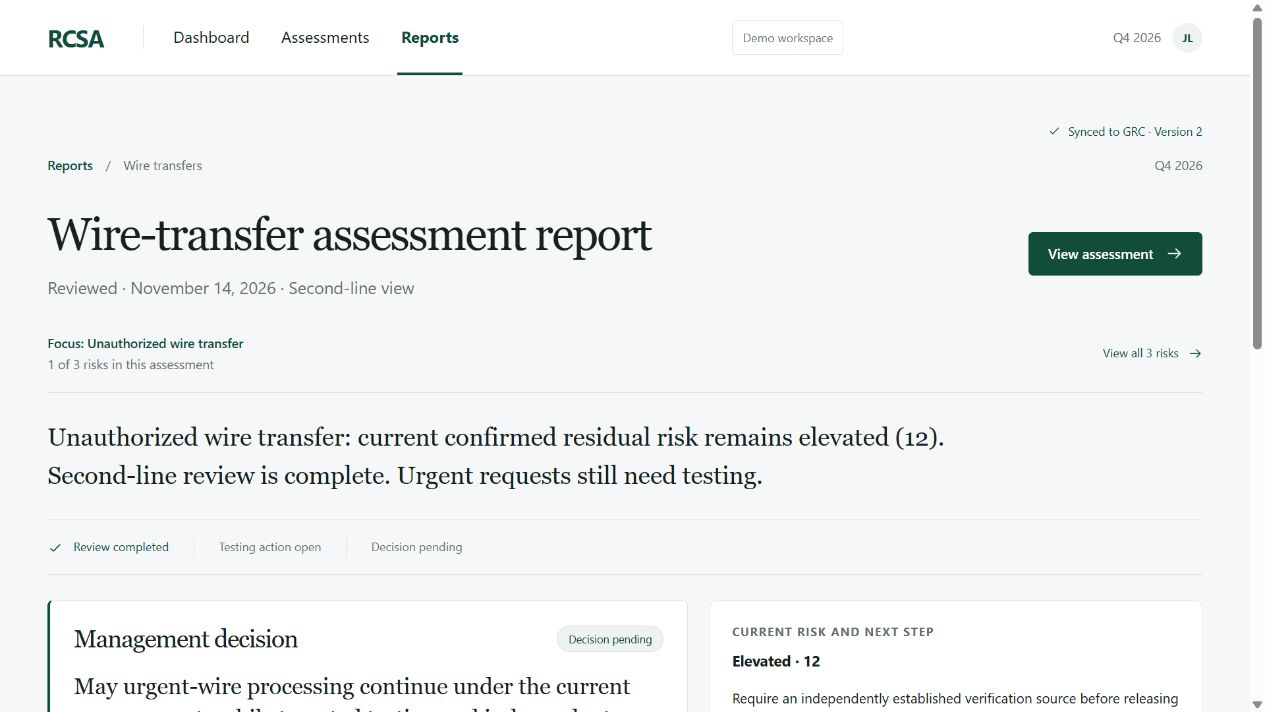 RCSA
Dashboard
Assessments
Reports
Demo workspace
Q4 2026
JL
Synced to GRC · Version 2
Reports / Wire transfers
Q4 2026
Wire-transfer assessment report
View assessment
Reviewed · November 14, 2026 · Second-line view
Focus: Unauthorized wire transfer
1 of 3 risks in this assessment
View all 3 risks
Unauthorized wire transfer: current confirmed residual risk remains elevated (12).
Second-line review is complete. Urgent requests still need testing.
Review completed
Testing action open
Decision pending
Management decision
Decision pending
May urgent-wire processing continue under the current
CURRENT RISK AND NEXT STEP
Elevated · 12
Require an independently established verification source before releasing